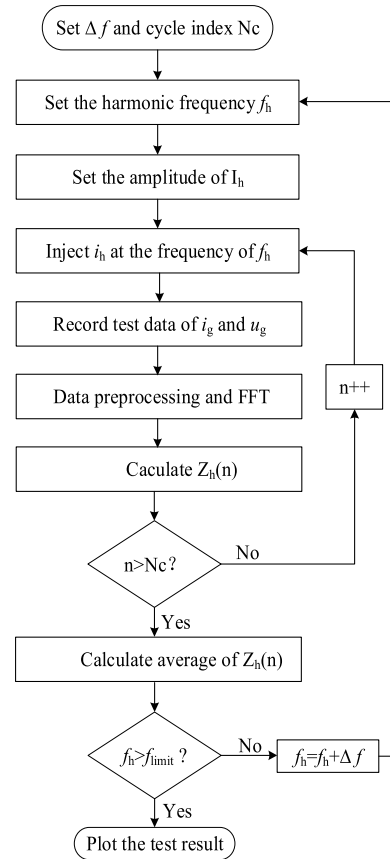 Set Δf and cycle index Nc
Set the harmonic frequency fh
Set the amplitude of Ih
Inject ih at the frequency of fh
Record test data of ig and ug
Data preprocessing and FFT
n++
Caculate Zh(n)
n>Nc?
No
Yes
Calculate average of Zh(n)
fh>flimit ?
No
fh=fh+Δf
Yes
Plot the test result